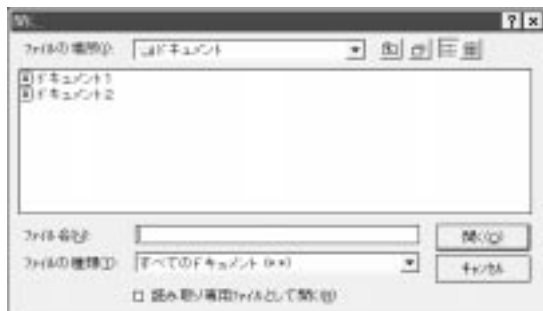 開く...
ファイルの場所(I):
ドキュメント
ドキュメント1
ドキュメント2
ファイル名(N):
開く(O)
ファイルの種類(T):
すべてのドキュメント (*.*)
キャンセル
読み取り専用ファイルとして開く(R)